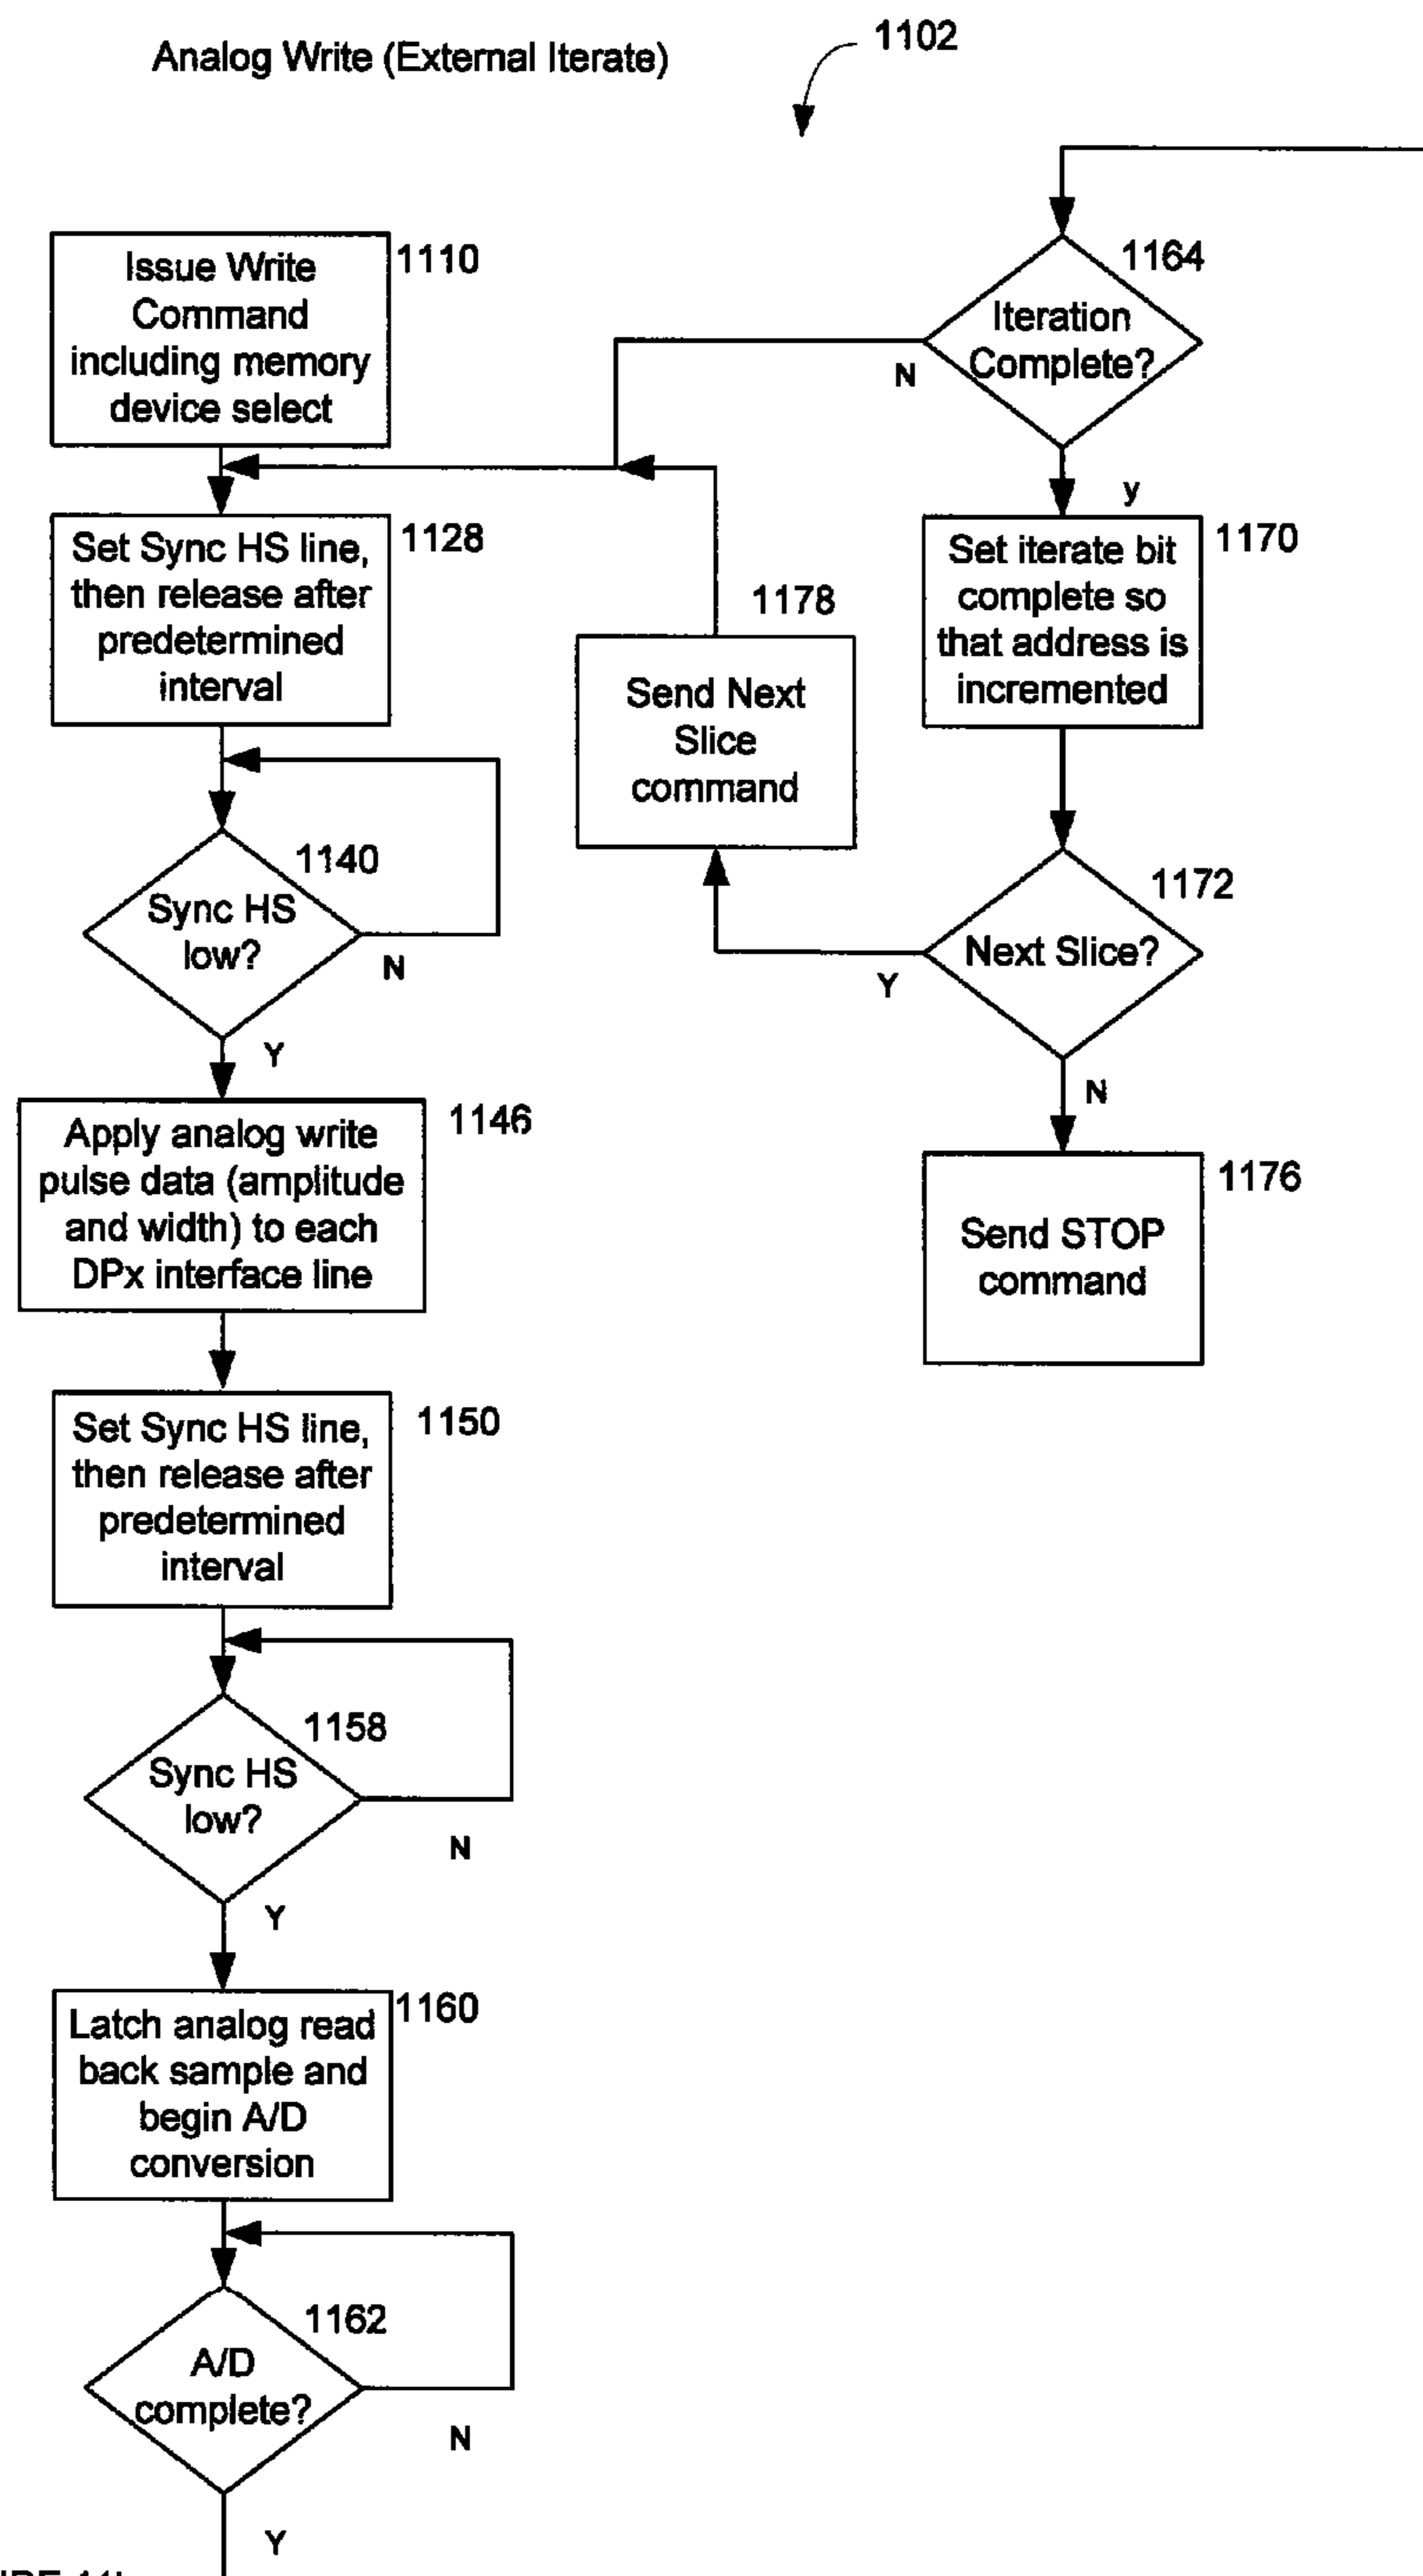 Analog Write (External Iterate)
1102
Issue Write
Command
including memory
device select
1110
Set Sync HS line,
then release after
predetermined
interval
1128
Sync HS
low?
1140
N
Y
Apply analog write
pulse data (amplitude
and width) to each
DPx interface line
1146
Set Sync HS line,
then release after
predetermined
interval
1150
Sync HS
low?
1158
N
Y
Latch analog read
back sample and
begin A/D
conversion
1160
A/D
complete?
1162
N
Y
Iteration
Complete?
1164
N
y
Set iterate bit
complete so
that address is
incremented
1170
Next Slice?
1172
Y
N
Send Next
Slice
command
1178
Send STOP
command
1176